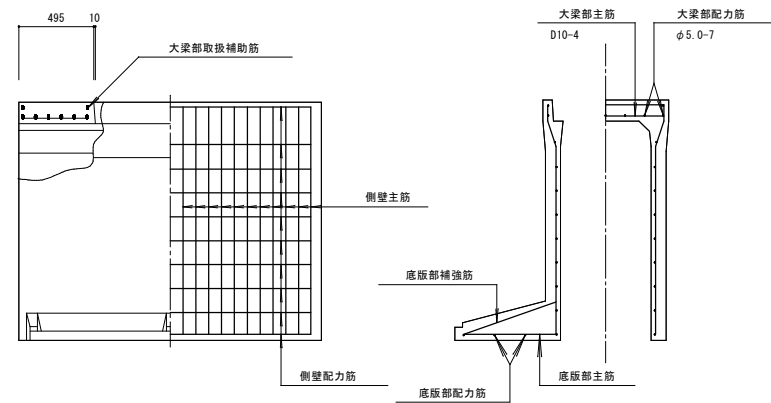 495
10
大梁部取扱補助筋
大梁部主筋
D10-4
大梁部配力筋
φ5.0-7
側壁主筋
底版部補強筋
側壁配力筋
底版部配力筋
底版部主筋